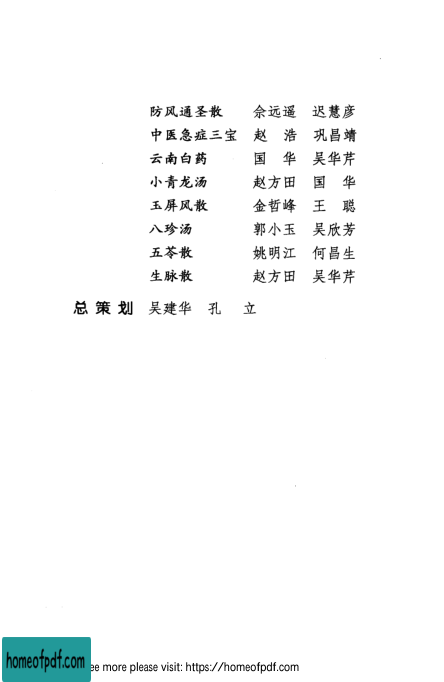 防风通圣散 佘远遥 迟慧彦
中医急症三宝 赵 浩 巩昌靖
云南白药 国 华 吴华芹
小青龙汤 赵方田 国 华
玉屏风散 金哲峰 王 聪
八珍汤 郭小玉 吴欣芳
五苓散 姚明江 何昌生
生脉散 赵方田 吴华芹
总策划 吴建华 孔 立
homeofpdf.com
ee more please visit: https://homeofpdf.com